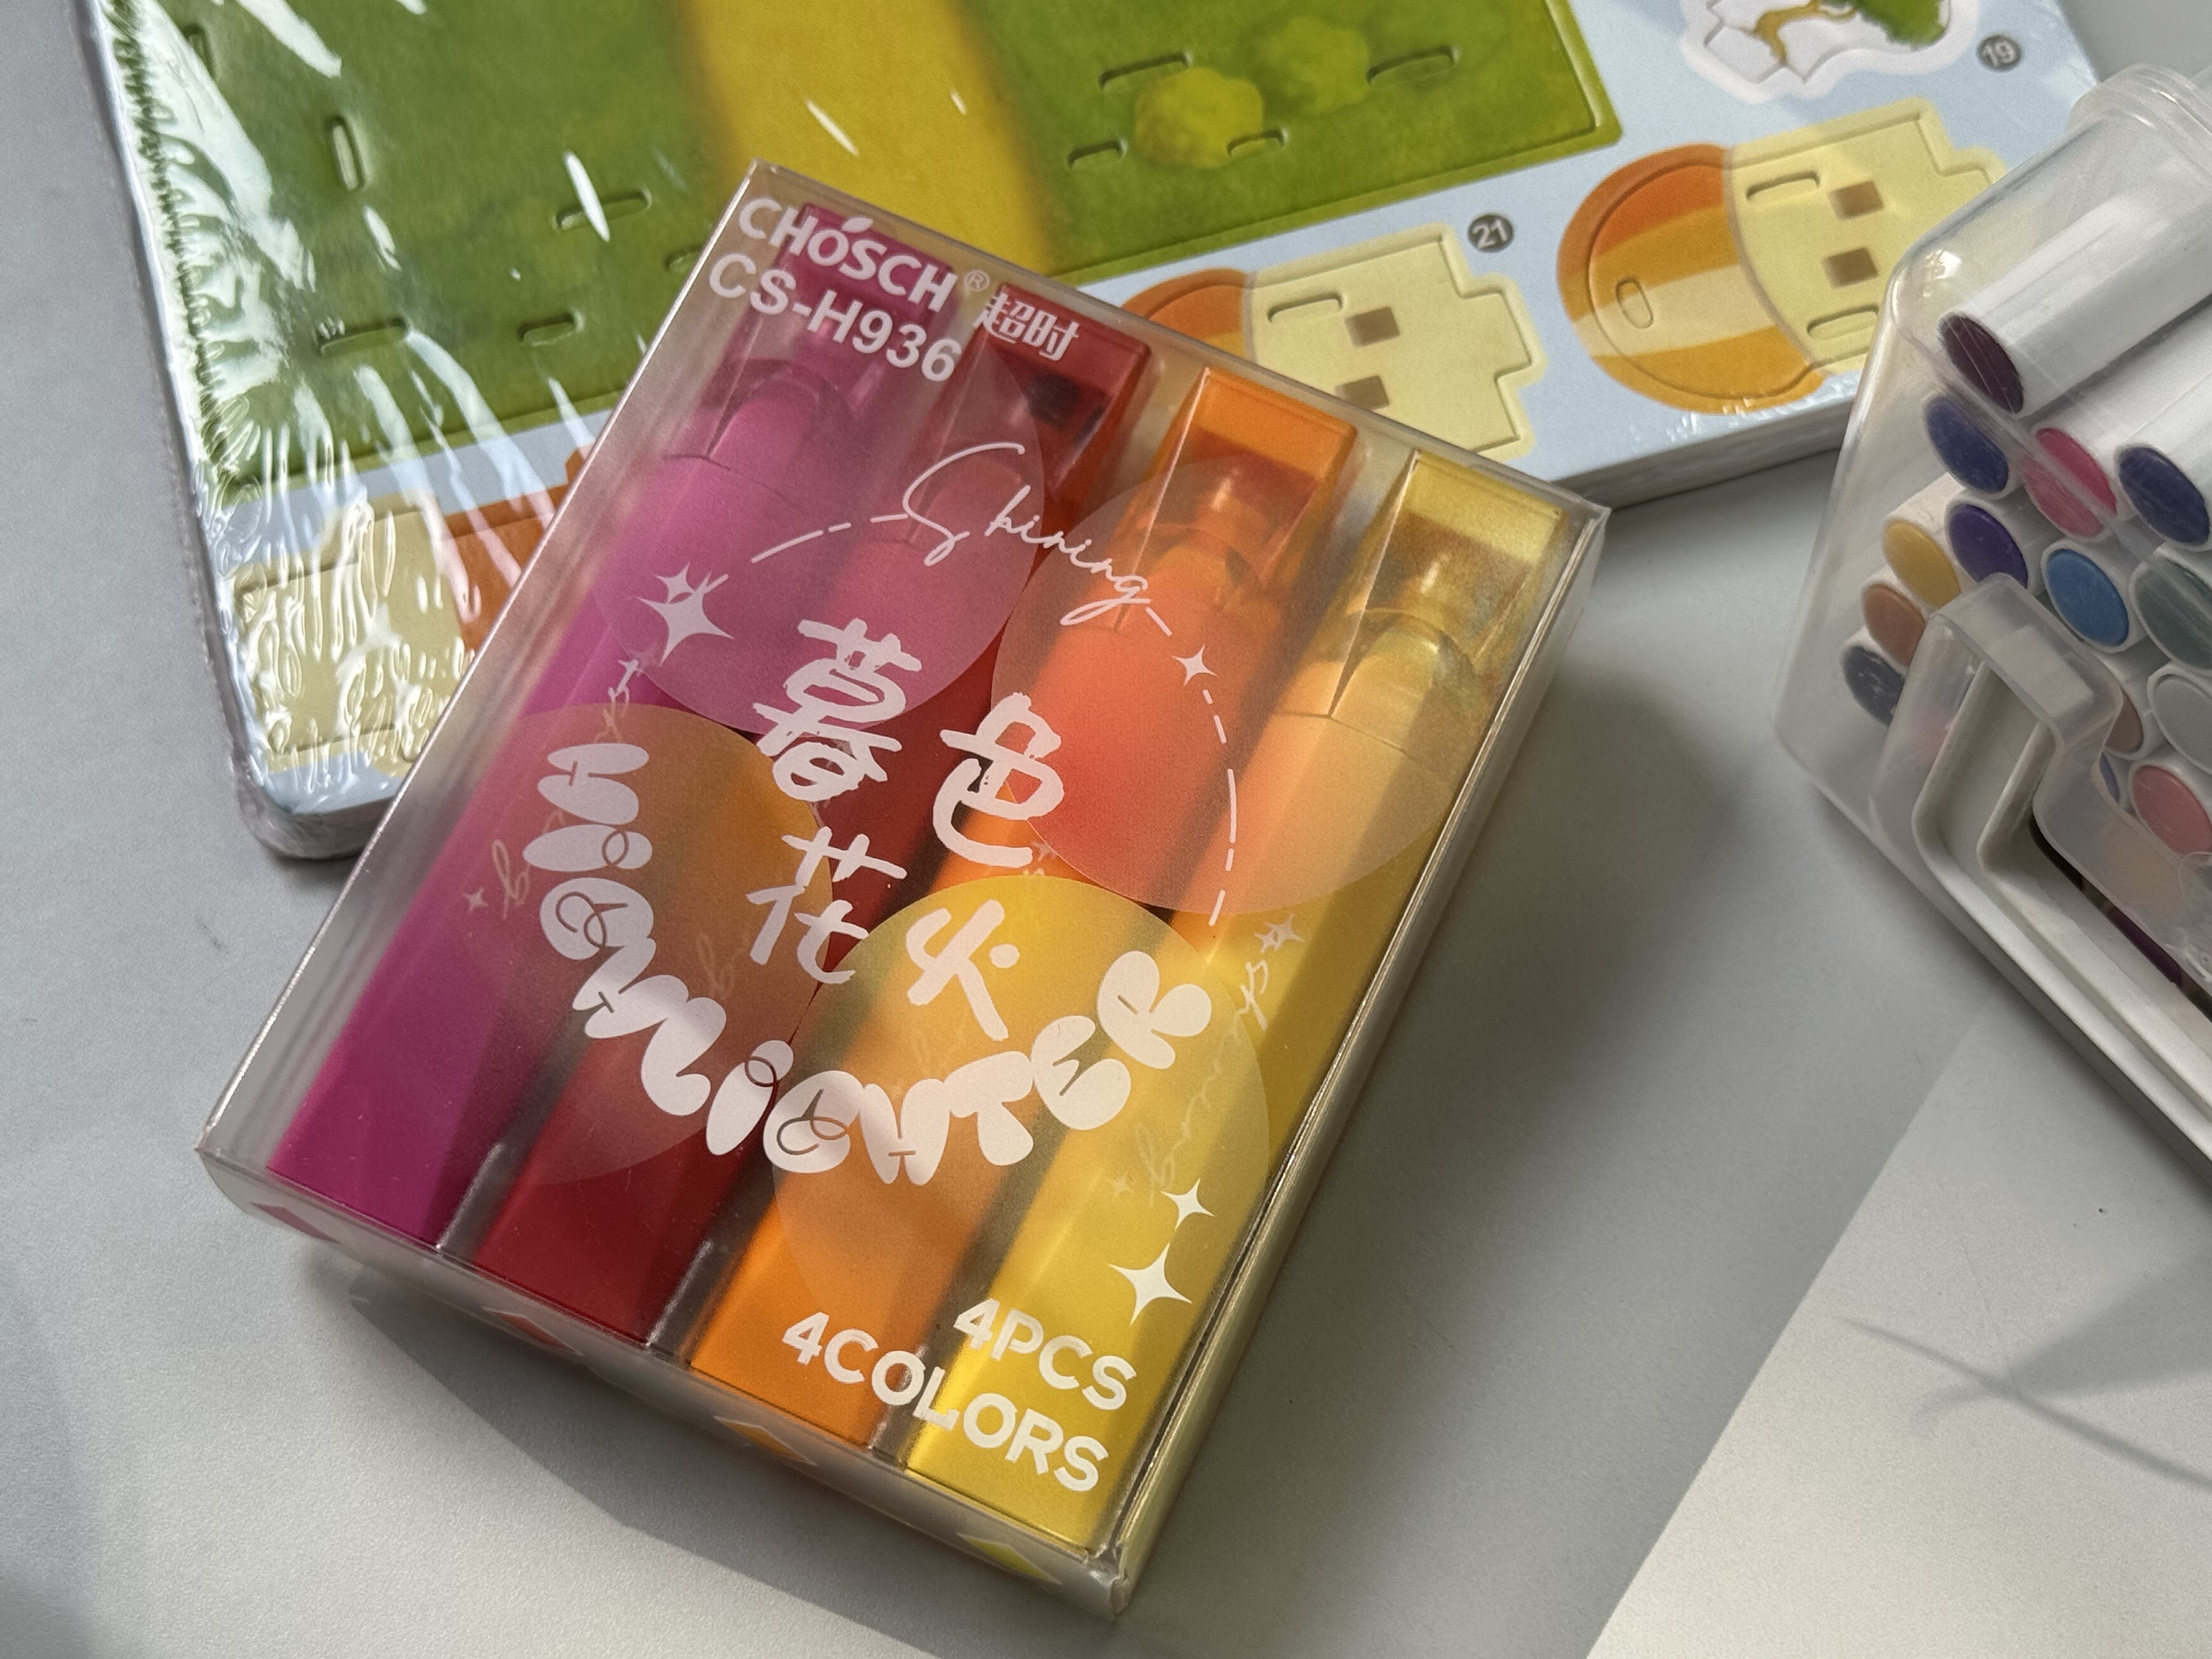 19
21
CHOSCH® 超时
CS-H936
Shining
暮色
花火
HIGHLIGHTER
4PCS
4COLORS